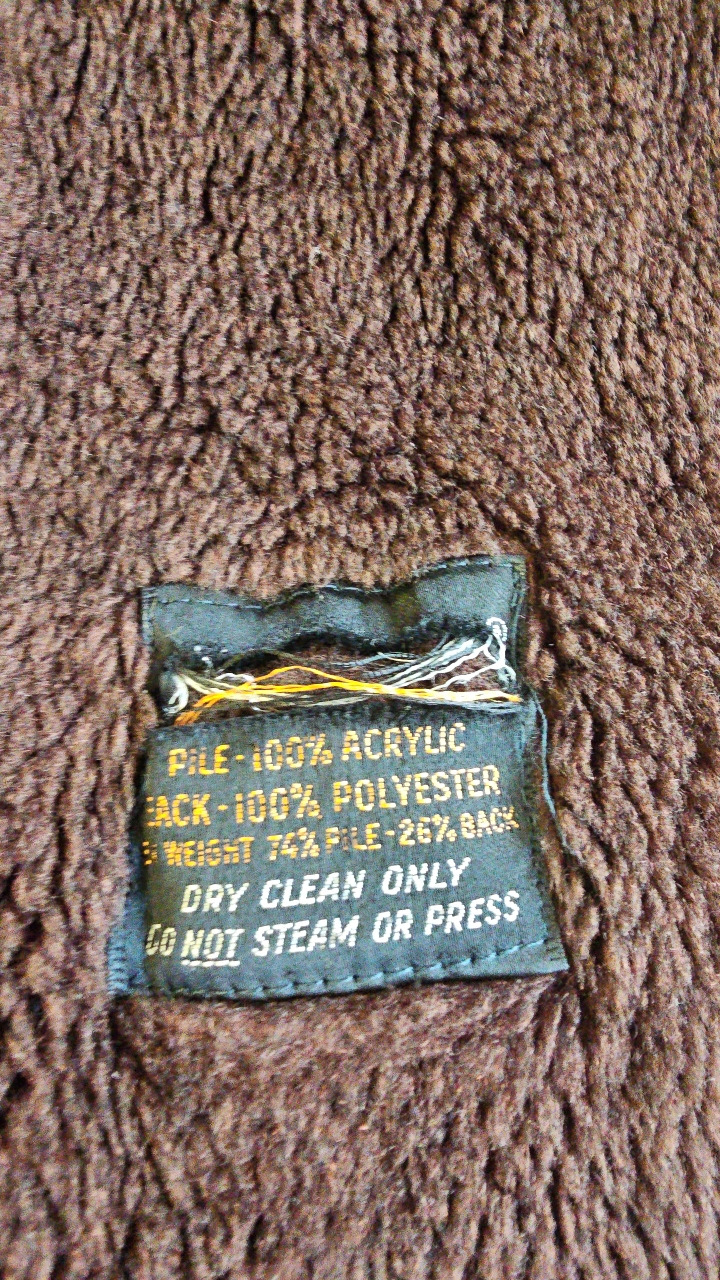 PILE-100% ACRYLIC
ACK-100% POLYESTER
WEIGHT 74% PILE-26% BACK
DRY CLEAN ONLY
DO NOT STEAM OR PRESS